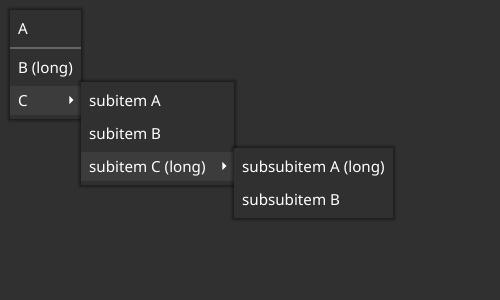 A
B (long)
C
subitem A
subitem B
subitem C (long)
subsubitem A (long)
subsubitem B